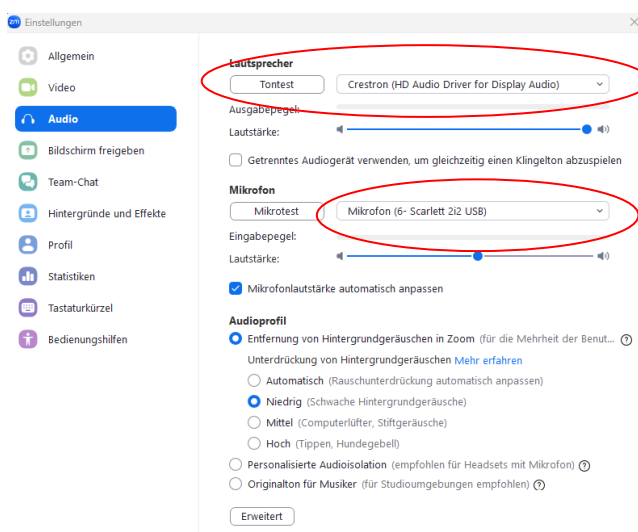 zm Einstellungen
Allgemein
Video
Audio
Bildschirm freigeben
Team-Chat
Hintergründe und Effekte
Profil
Statistiken
Tastaturkürzel
Bedienungshilfen
Lautsprecher
Tontest Crestron (HD Audio Driver for Display Audio)
Ausgabepegel:
Lautstärke:
Getrenntes Audiogerät verwenden, um gleichzeitig einen Klingelton abzuspielen
Mikrofon
Mikrotest Mikrofon (6- Scarlett 2i2 USB)
Eingabepegel:
Lautstärke:
Mikrofonlautstärke automatisch anpassen
Audioprofil
Entfernung von Hintergrundgeräuschen in Zoom (für die Mehrheit der Benut... ?
Unterdrückung von Hintergrundgeräuschen Mehr erfahren
Automatisch (Rauschunterdrückung automatisch anpassen)
Niedrig (Schwache Hintergrundgeräusche)
Mittel (Computerlüfter, Stiftgeräusche)
Hoch (Tippen, Hundegebell)
Personalisierte Audioisolation (empfohlen für Headsets mit Mikrofon) ?
Originalton für Musiker (für Studioumgebungen empfohlen) ?
Erweitert